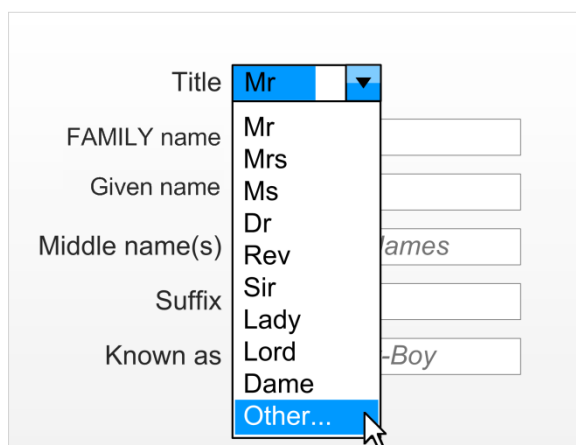 Title Mr
Mr
FAMILY name
Mrs
Given name
Ms
Dr
Middle name(s)
Rev
Sir
Suffix
Lady
Known as
Lord
-Boy
Dame
Other...